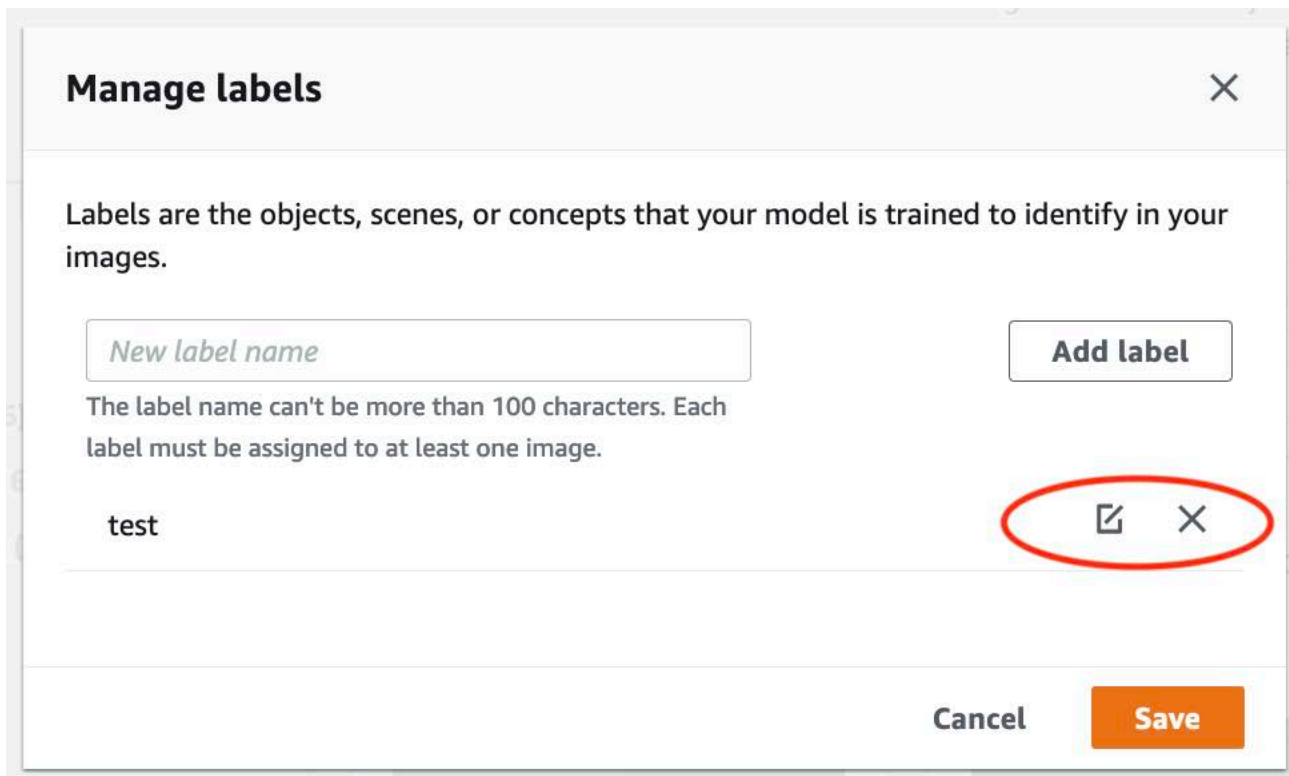 Manage labels
Labels are the objects, scenes, or concepts that your model is trained to identify in your
images.
New label name
Add label
The label name can't be more than 100 characters. Each
label must be assigned to at least one image.
test
Cancel
Save